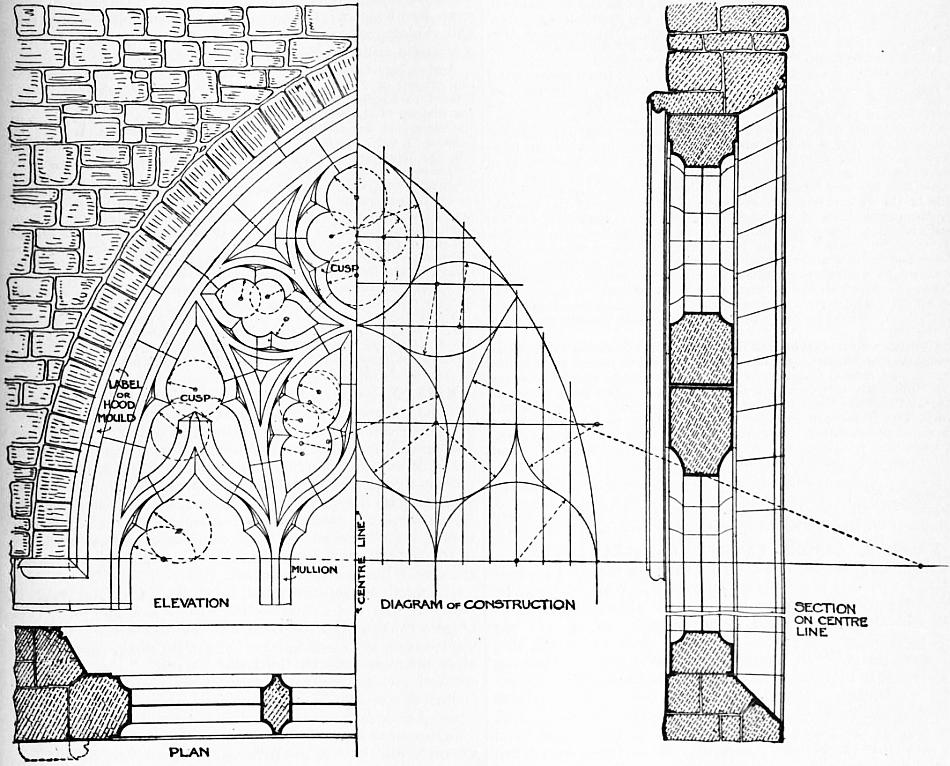 CUSP
CUSP
LABEL
OR
HOOD
MOULD
MULLION
CENTRE LINE
ELEVATION
DIAGRAM OF CONSTRUCTION
SECTION
ON CENTRE
LINE
PLAN